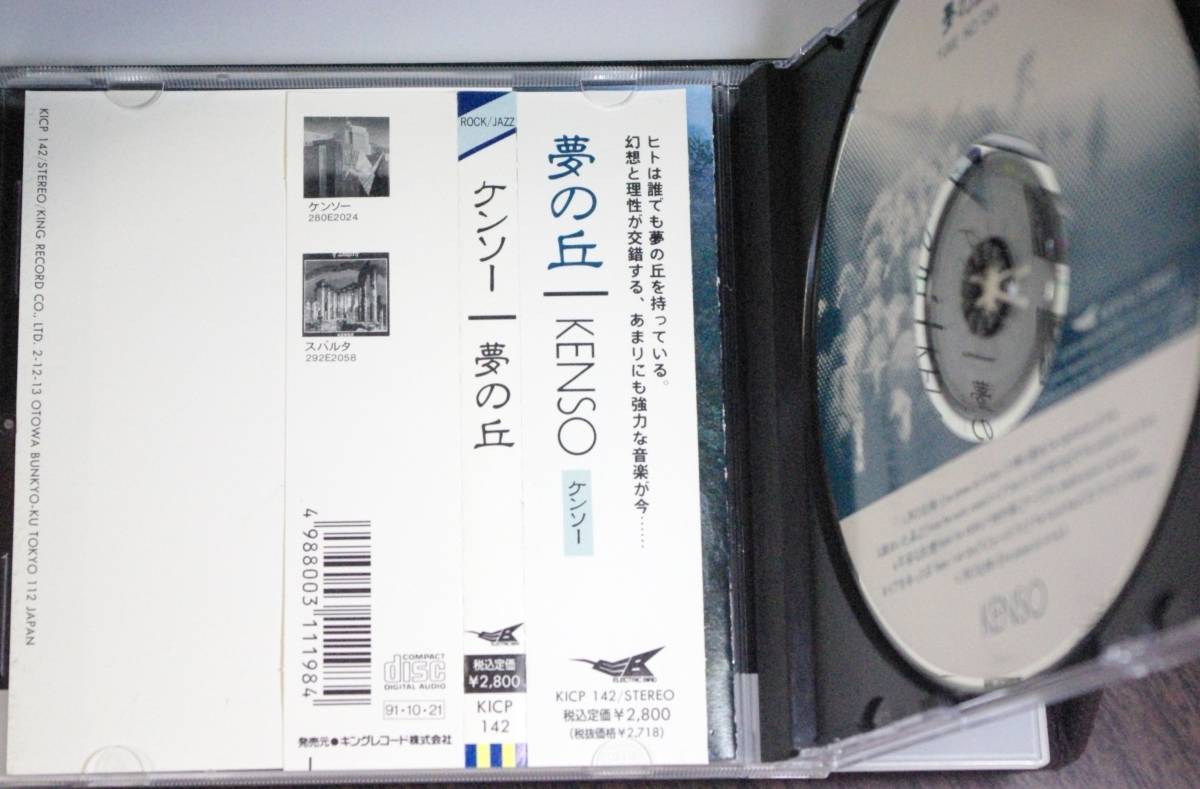 KICP 142/STEREO/KING RECORD CO., LTD. 2-12-13 OTOWA BUNKYO-KU TOKYO 112 JAPAN
ケンソー
280E2024
スパルタ
292E2058
4 988003 111984
COMPACT
disc
DIGITAL AUDIO
91・10・21
発売元●キングレコード株式会社
ROCK/JAZZ
ケンソー｜夢の丘
税込定価
¥2,800
KICP
142
ヒトは誰でも夢の丘を持っている。
幻想と理性が交錯する、あまりにも強力な音楽が今……
夢の丘｜KENSO
ケンソー
ELECTRIC BIRD
KICP 142/STEREO
税込定価¥2,800
(税抜価格¥2,718)
KENSO